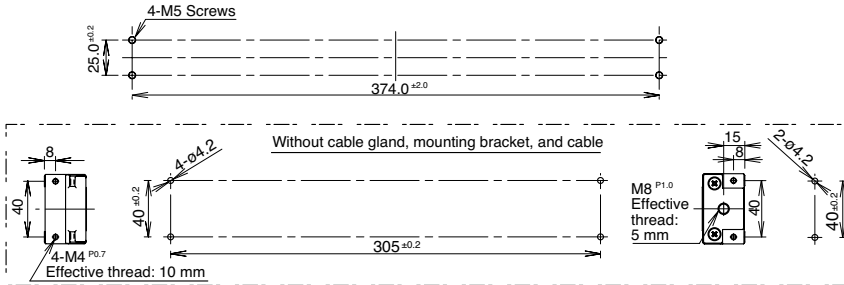 4-M5 Screws
25.0±0.2
374.0 ±2.0
Without cable gland, mounting bracket, and cable
8
40
4-M4 P0.7
Effective thread: 10 mm
4-ø4.2
40±0.2
305±0.2
15
8
M8 P1.0
Effective
thread:
5 mm
40
2-ø4.2
40±0.2